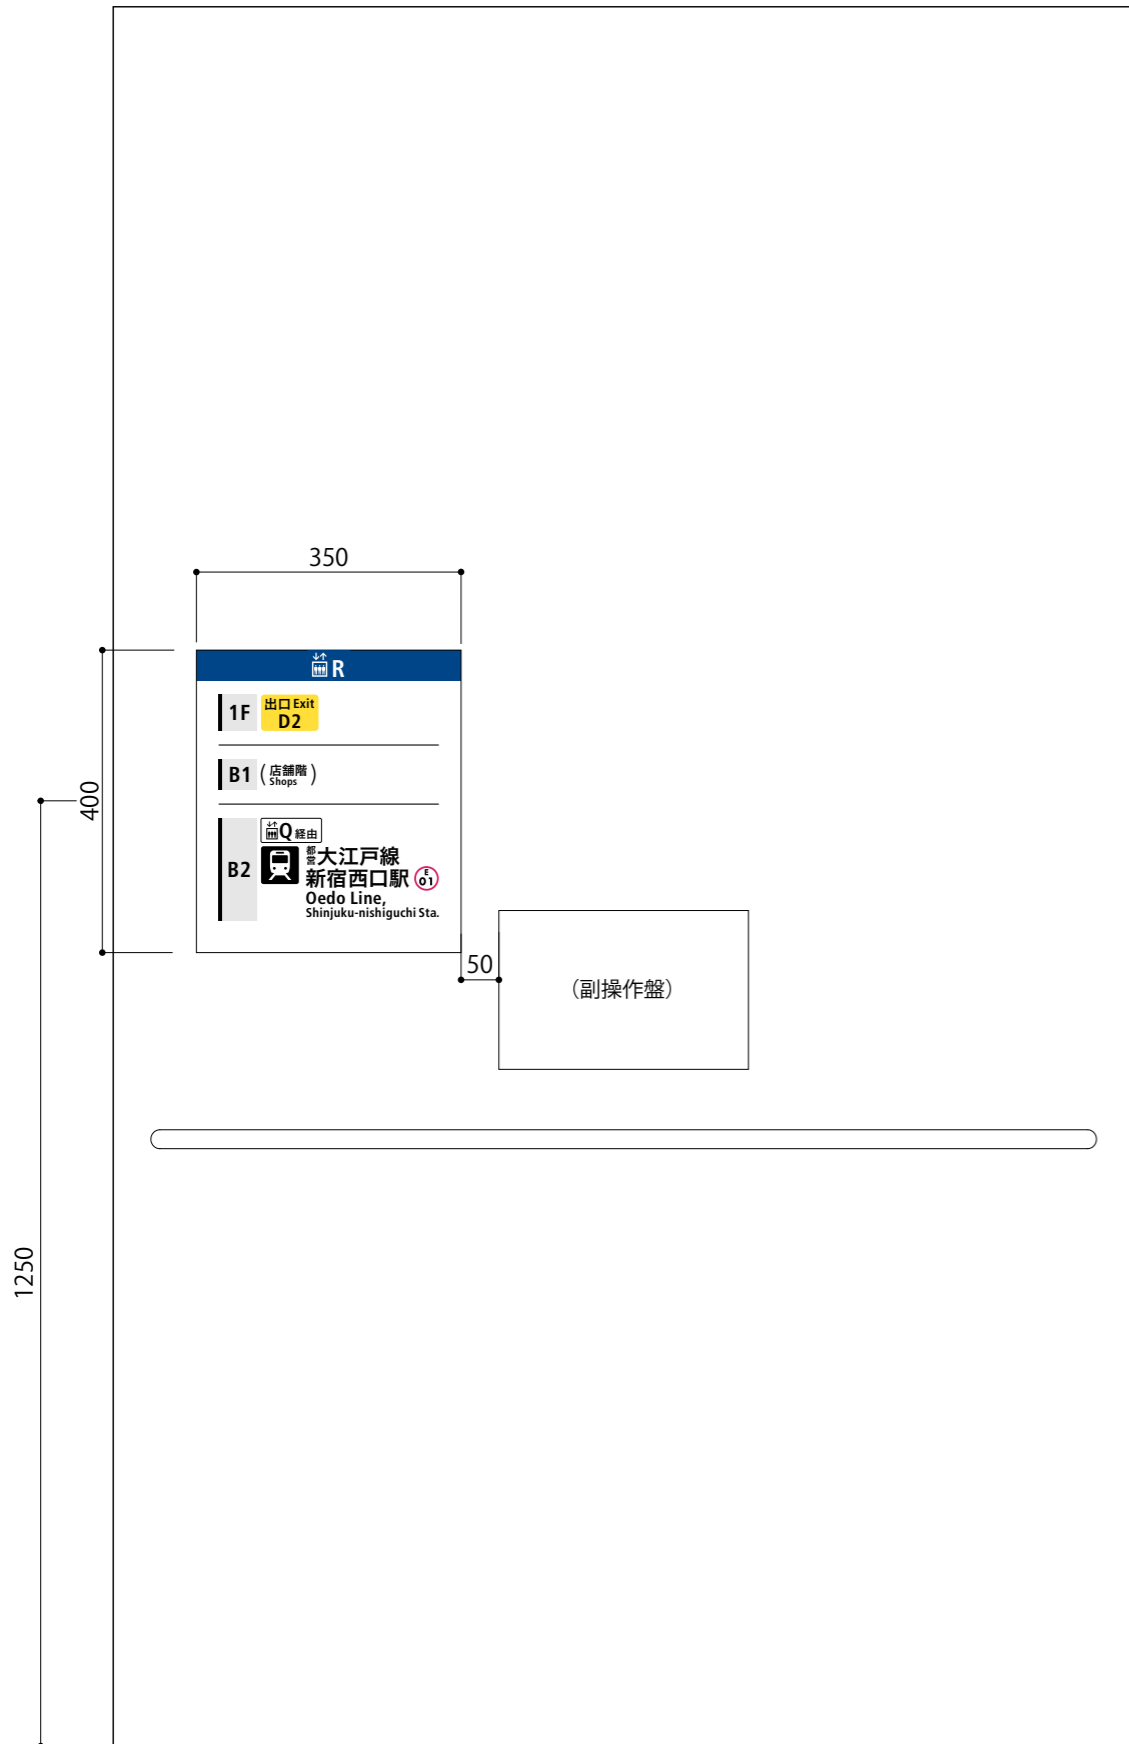 350
R
1F
出口 Exit
D2
B1
(店舗階)
Shops
400
Q 経由
B2
都営大江戸線
新宿西口駅 E 01
Oedo Line,
Shinjuku-nishiguchi Sta.
50
（副操作盤）
1250